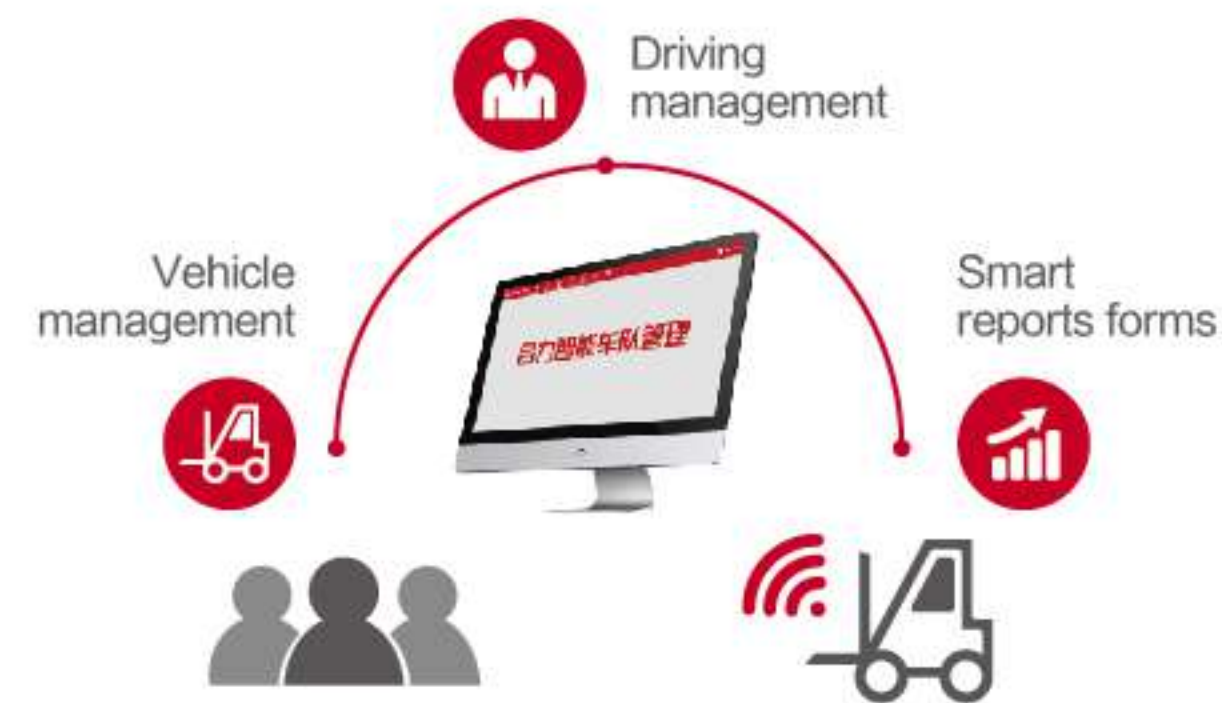 Driving
management
Vehicle
management
Smart
reports forms
合力智能车队管理